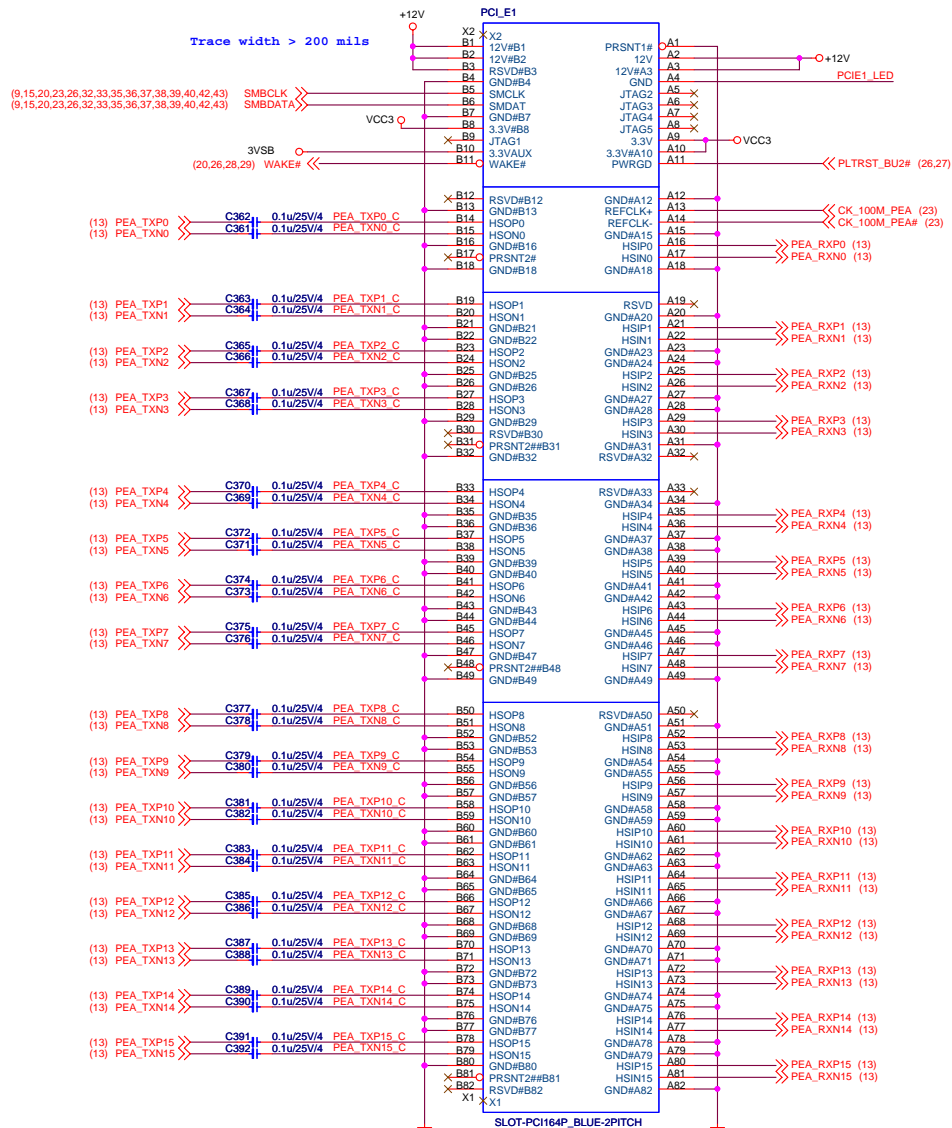 PCI_E1
+12V
Trace width > 200 mils
X2 X2
B1 12V#B1 PRSNT1# A1
B2 12V#B2 12V A2 +12V
B3 RSVD#B3 12V#A3 A3
B4 GND#B4 GND A4 PCIE1_LED
(9,15,20,23,26,32,33,35,36,37,38,39,40,42,43) SMBCLK B5 SMCLK JTAG2 A5
(9,15,20,23,26,32,33,35,36,37,38,39,40,42,43) SMBDATA B6 SMDAT JTAG3 A6
B7 GND#B7 JTAG4 A7
VCC3 B8 3.3V#B8 JTAG5 A8
B9 JTAG1 3.3V A9 VCC3
3VSB B10 3.3VAUX 3.3V#A10 A10
(20,26,28,29) WAKE# B11 WAKE# PWRGD A11 PLTRST_BU2# (26,27)
B12 RSVD#B12 GND#A12 A12
B13 GND#B13 REFCLK+ A13 CK_100M_PEA (23)
(13) PEA_TXP0 C362 0.1u/25V/4 PEA_TXP0_C B14 HSOP0 REFCLK- A14 CK_100M_PEA# (23)
(13) PEA_TXN0 C361 0.1u/25V/4 PEA_TXN0_C B15 HSON0 GND#A15 A15
B16 GND#B16 HSIP0 A16 PEA_RXP0 (13)
B17 PRSNT2# HSIN0 A17 PEA_RXN0 (13)
B18 GND#B18 GND#A18 A18
(13) PEA_TXP1 C363 0.1u/25V/4 PEA_TXP1_C B19 HSOP1 RSVD A19
(13) PEA_TXN1 C364 0.1u/25V/4 PEA_TXN1_C B20 HSON1 GND#A20 A20
B21 GND#B21 HSIP1 A21 PEA_RXP1 (13)
B22 GND#B22 HSIN1 A22 PEA_RXN1 (13)
(13) PEA_TXP2 C365 0.1u/25V/4 PEA_TXP2_C B23 HSOP2 GND#A23 A23
(13) PEA_TXN2 C366 0.1u/25V/4 PEA_TXN2_C B24 HSON2 GND#A24 A24
B25 GND#B25 HSIP2 A25 PEA_RXP2 (13)
B26 GND#B26 HSIN2 A26 PEA_RXN2 (13)
(13) PEA_TXP3 C367 0.1u/25V/4 PEA_TXP3_C B27 HSOP3 GND#A27 A27
(13) PEA_TXN3 C368 0.1u/25V/4 PEA_TXN3_C B28 HSON3 GND#A28 A28
B29 GND#B29 HSIP3 A29 PEA_RXP3 (13)
B30 RSVD#B30 HSIN3 A30 PEA_RXN3 (13)
B31 PRSNT2##B31 GND#A31 A31
B32 GND#B32 RSVD#A32 A32
(13) PEA_TXP4 C370 0.1u/25V/4 PEA_TXP4_C B33 HSOP4 RSVD#A33 A33
(13) PEA_TXN4 C369 0.1u/25V/4 PEA_TXN4_C B34 HSON4 GND#A34 A34
B35 GND#B35 HSIP4 A35 PEA_RXP4 (13)
B36 GND#B36 HSIN4 A36 PEA_RXN4 (13)
(13) PEA_TXP5 C372 0.1u/25V/4 PEA_TXP5_C B37 HSOP5 GND#A37 A37
(13) PEA_TXN5 C371 0.1u/25V/4 PEA_TXN5_C B38 HSON5 GND#A38 A38
B39 GND#B39 HSIP5 A39 PEA_RXP5 (13)
B40 GND#B40 HSIN5 A40 PEA_RXN5 (13)
(13) PEA_TXP6 C374 0.1u/25V/4 PEA_TXP6_C B41 HSOP6 GND#A41 A41
(13) PEA_TXN6 C373 0.1u/25V/4 PEA_TXN6_C B42 HSON6 GND#A42 A42
B43 GND#B43 HSIP6 A43 PEA_RXP6 (13)
B44 GND#B44 HSIN6 A44 PEA_RXN6 (13)
(13) PEA_TXP7 C375 0.1u/25V/4 PEA_TXP7_C B45 HSOP7 GND#A45 A45
(13) PEA_TXN7 C376 0.1u/25V/4 PEA_TXN7_C B46 HSON7 GND#A46 A46
B47 GND#B47 HSIP7 A47 PEA_RXP7 (13)
B48 PRSNT2##B48 HSIN7 A48 PEA_RXN7 (13)
B49 GND#B49 GND#A49 A49
(13) PEA_TXP8 C377 0.1u/25V/4 PEA_TXP8_C B50 HSOP8 RSVD#A50 A50
(13) PEA_TXN8 C378 0.1u/25V/4 PEA_TXN8_C B51 HSON8 GND#A51 A51
B52 GND#B52 HSIP8 A52 PEA_RXP8 (13)
B53 GND#B53 HSIN8 A53 PEA_RXN8 (13)
(13) PEA_TXP9 C379 0.1u/25V/4 PEA_TXP9_C B54 HSOP9 GND#A54 A54
(13) PEA_TXN9 C380 0.1u/25V/4 PEA_TXN9_C B55 HSON9 GND#A55 A55
B56 GND#B56 HSIP9 A56 PEA_RXP9 (13)
B57 GND#B57 HSIN9 A57 PEA_RXN9 (13)
(13) PEA_TXP10 C381 0.1u/25V/4 PEA_TXP10_C B58 HSOP10 GND#A58 A58
(13) PEA_TXN10 C382 0.1u/25V/4 PEA_TXN10_C B59 HSON10 GND#A59 A59
B60 GND#B60 HSIP10 A60 PEA_RXP10 (13)
B61 GND#B61 HSIN10 A61 PEA_RXN10 (13)
(13) PEA_TXP11 C383 0.1u/25V/4 PEA_TXP11_C B62 HSOP11 GND#A62 A62
(13) PEA_TXN11 C384 0.1u/25V/4 PEA_TXN11_C B63 HSON11 GND#A63 A63
B64 GND#B64 HSIP11 A64 PEA_RXP11 (13)
B65 GND#B65 HSIN11 A65 PEA_RXN11 (13)
(13) PEA_TXP12 C385 0.1u/25V/4 PEA_TXP12_C B66 HSOP12 GND#A66 A66
(13) PEA_TXN12 C386 0.1u/25V/4 PEA_TXN12_C B67 HSON12 GND#A67 A67
B68 GND#B68 HSIP12 A68 PEA_RXP12 (13)
B69 GND#B69 HSIN12 A69 PEA_RXN12 (13)
(13) PEA_TXP13 C387 0.1u/25V/4 PEA_TXP13_C B70 HSOP13 GND#A70 A70
(13) PEA_TXN13 C388 0.1u/25V/4 PEA_TXN13_C B71 HSON13 GND#A71 A71
B72 GND#B72 HSIP13 A72 PEA_RXP13 (13)
B73 GND#B73 HSIN13 A73 PEA_RXN13 (13)
(13) PEA_TXP14 C389 0.1u/25V/4 PEA_TXP14_C B74 HSOP14 GND#A74 A74
(13) PEA_TXN14 C390 0.1u/25V/4 PEA_TXN14_C B75 HSON14 GND#A75 A75
B76 GND#B76 HSIP14 A76 PEA_RXP14 (13)
B77 GND#B77 HSIN14 A77 PEA_RXN14 (13)
(13) PEA_TXP15 C391 0.1u/25V/4 PEA_TXP15_C B78 HSOP15 GND#A78 A78
(13) PEA_TXN15 C392 0.1u/25V/4 PEA_TXN15_C B79 HSON15 GND#A79 A79
B80 GND#B80 HSIP15 A80 PEA_RXP15 (13)
B81 PRSNT2##B81 HSIN15 A81 PEA_RXN15 (13)
B82 RSVD#B82 GND#A82 A82
X1 X1
SLOT-PCI164P_BLUE-2PITCH